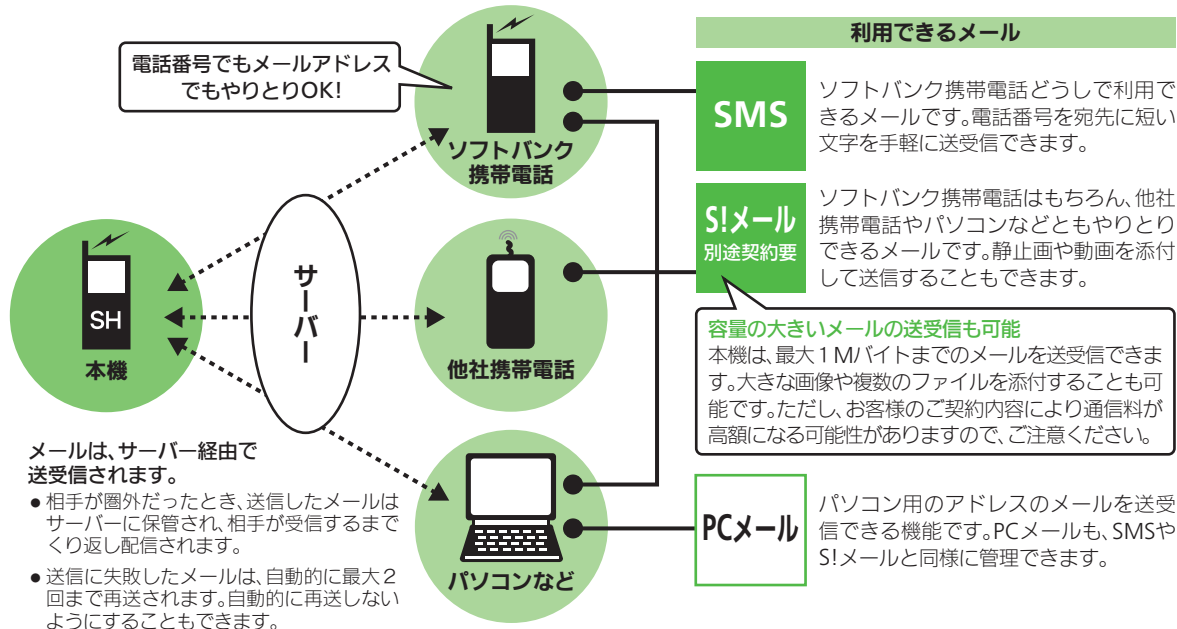 電話番号でもメールアドレス
でもやりとりOK!
ソフトバンク
携帯電話
SH
本機
サーバー
他社携帯電話
パソコンなど
メールは、サーバー経由で
送受信されます。
● 相手が圏外だったとき、送信したメールは
サーバーに保管され、相手が受信するまで
くり返し配信されます。
● 送信に失敗したメールは、自動的に最大2
回まで再送されます。自動的に再送しない
ようにすることもできます。
利用できるメール
SMS
ソフトバンク携帯電話どうしで利用で
きるメールです。電話番号を宛先に短い
文字を手軽に送受信できます。
S!メール
別途契約要
ソフトバンク携帯電話はもちろん、他社
携帯電話やパソコンなどともやりとり
できるメールです。静止画や動画を添付
して送信することもできます。
容量の大きいメールの送受信も可能
本機は、最大1Mバイトまでのメールを送受信できま
す。大きな画像や複数のファイルを添付することも可
能です。ただし、お客様のご契約内容により通信料が
高額になる可能性がありますので、ご注意ください。
PCメール
パソコン用のアドレスのメールを送受
信できる機能です。PCメールも、SMSや
S!メールと同様に管理できます。